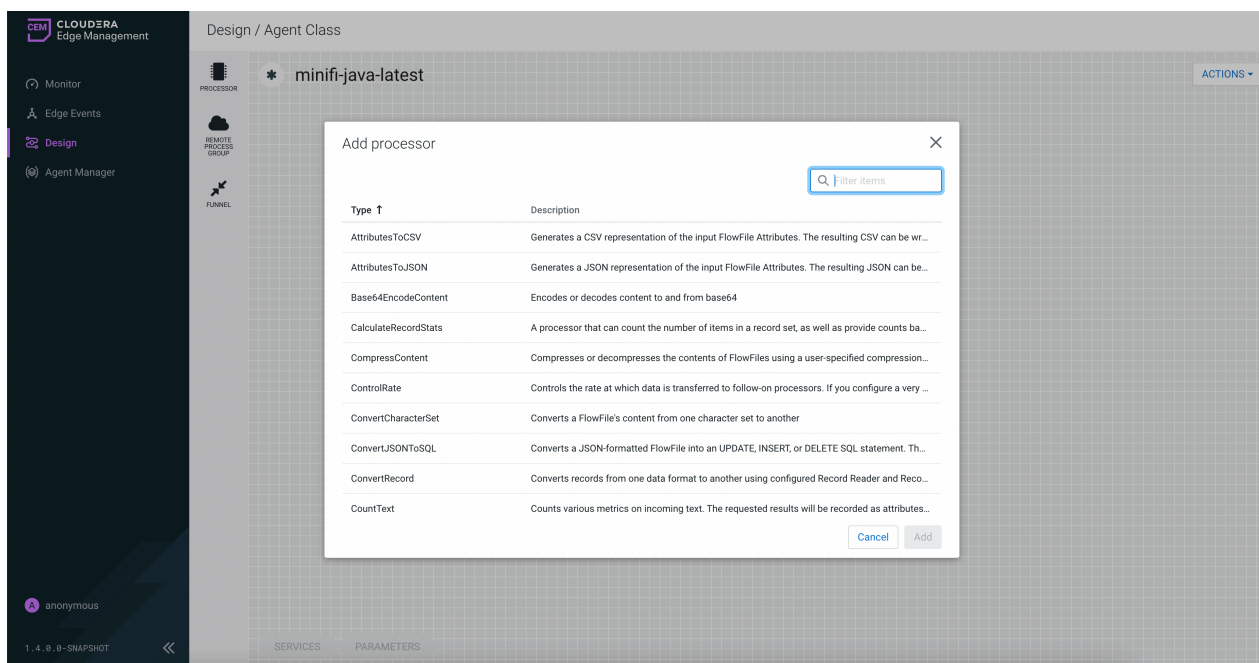 CEM
CLOUDERA
Edge Management
Design / Agent Class
Monitor
Edge Events
Design
Agent Manager
PROCESSOR
REMOTE
PROCESS
GROUP
FUNNEL
minifi-java-latest
ACTIONS
Add processor
Filter items
Type ↑ Description
AttributesToCSV Generates a CSV representation of the input FlowFile Attributes. The resulting CSV can be wr...
AttributesToJSON Generates a JSON representation of the input FlowFile Attributes. The resulting JSON can be...
Base64EncodeContent Encodes or decodes content to and from base64
CalculateRecordStats A processor that can count the number of items in a record set, as well as provide counts ba...
CompressContent Compresses or decompresses the contents of FlowFiles using a user-specified compression...
ControlRate Controls the rate at which data is transferred to follow-on processors. If you configure a very ...
ConvertCharacterSet Converts a FlowFile's content from one character set to another
ConvertJSONToSQL Converts a JSON-formatted FlowFile into an UPDATE, INSERT, or DELETE SQL statement. Th...
ConvertRecord Converts records from one data format to another using configured Record Reader and Reco...
CountText Counts various metrics on incoming text. The requested results will be recorded as attributes...
Cancel Add
A anonymous
1.4.0.0-SNAPSHOT
SERVICES PARAMETERS